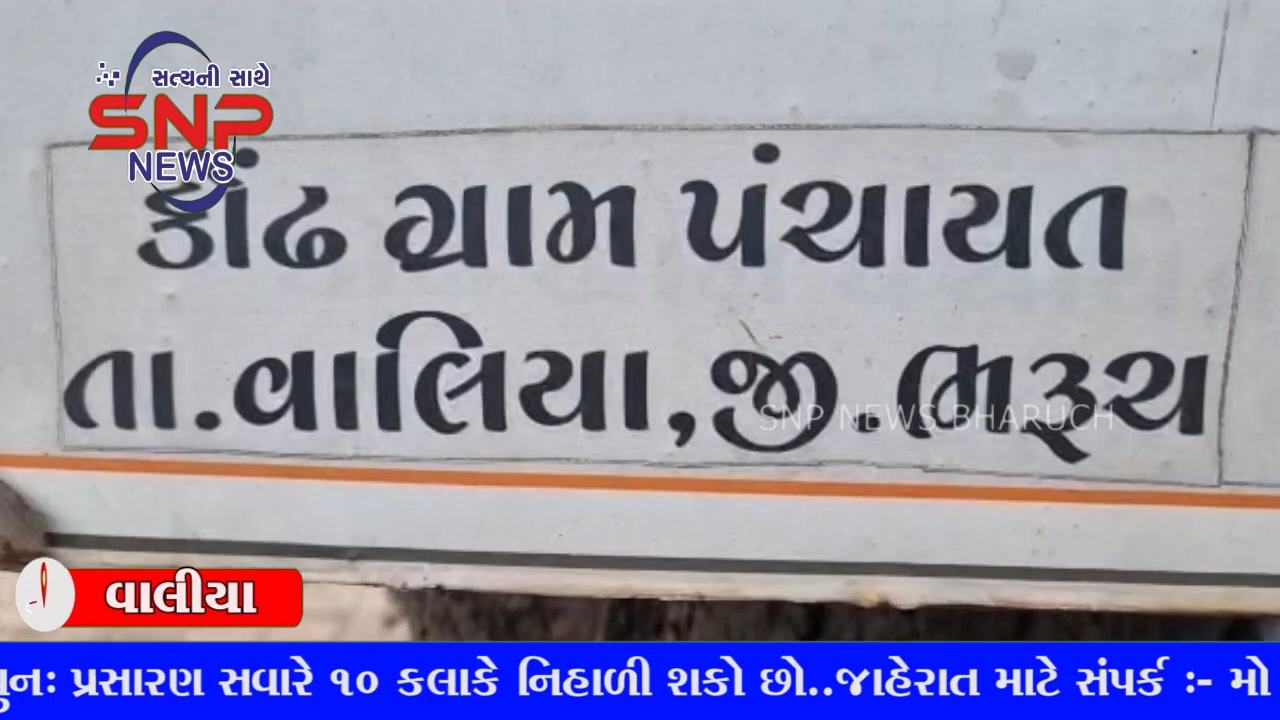 સત્યની સાથે
SNP
NEWS
કોંઢ ગ્રામ પંચાયત
તા.વાલિયા,જી.ભરૂચ
SNP NEWS BHARUCH
વાલીયા
પ્રસારણ સવારે ૧૦ કલાકે નિહાળી શકો છો..જાહેરાત માટે સંપર્ક :- મો